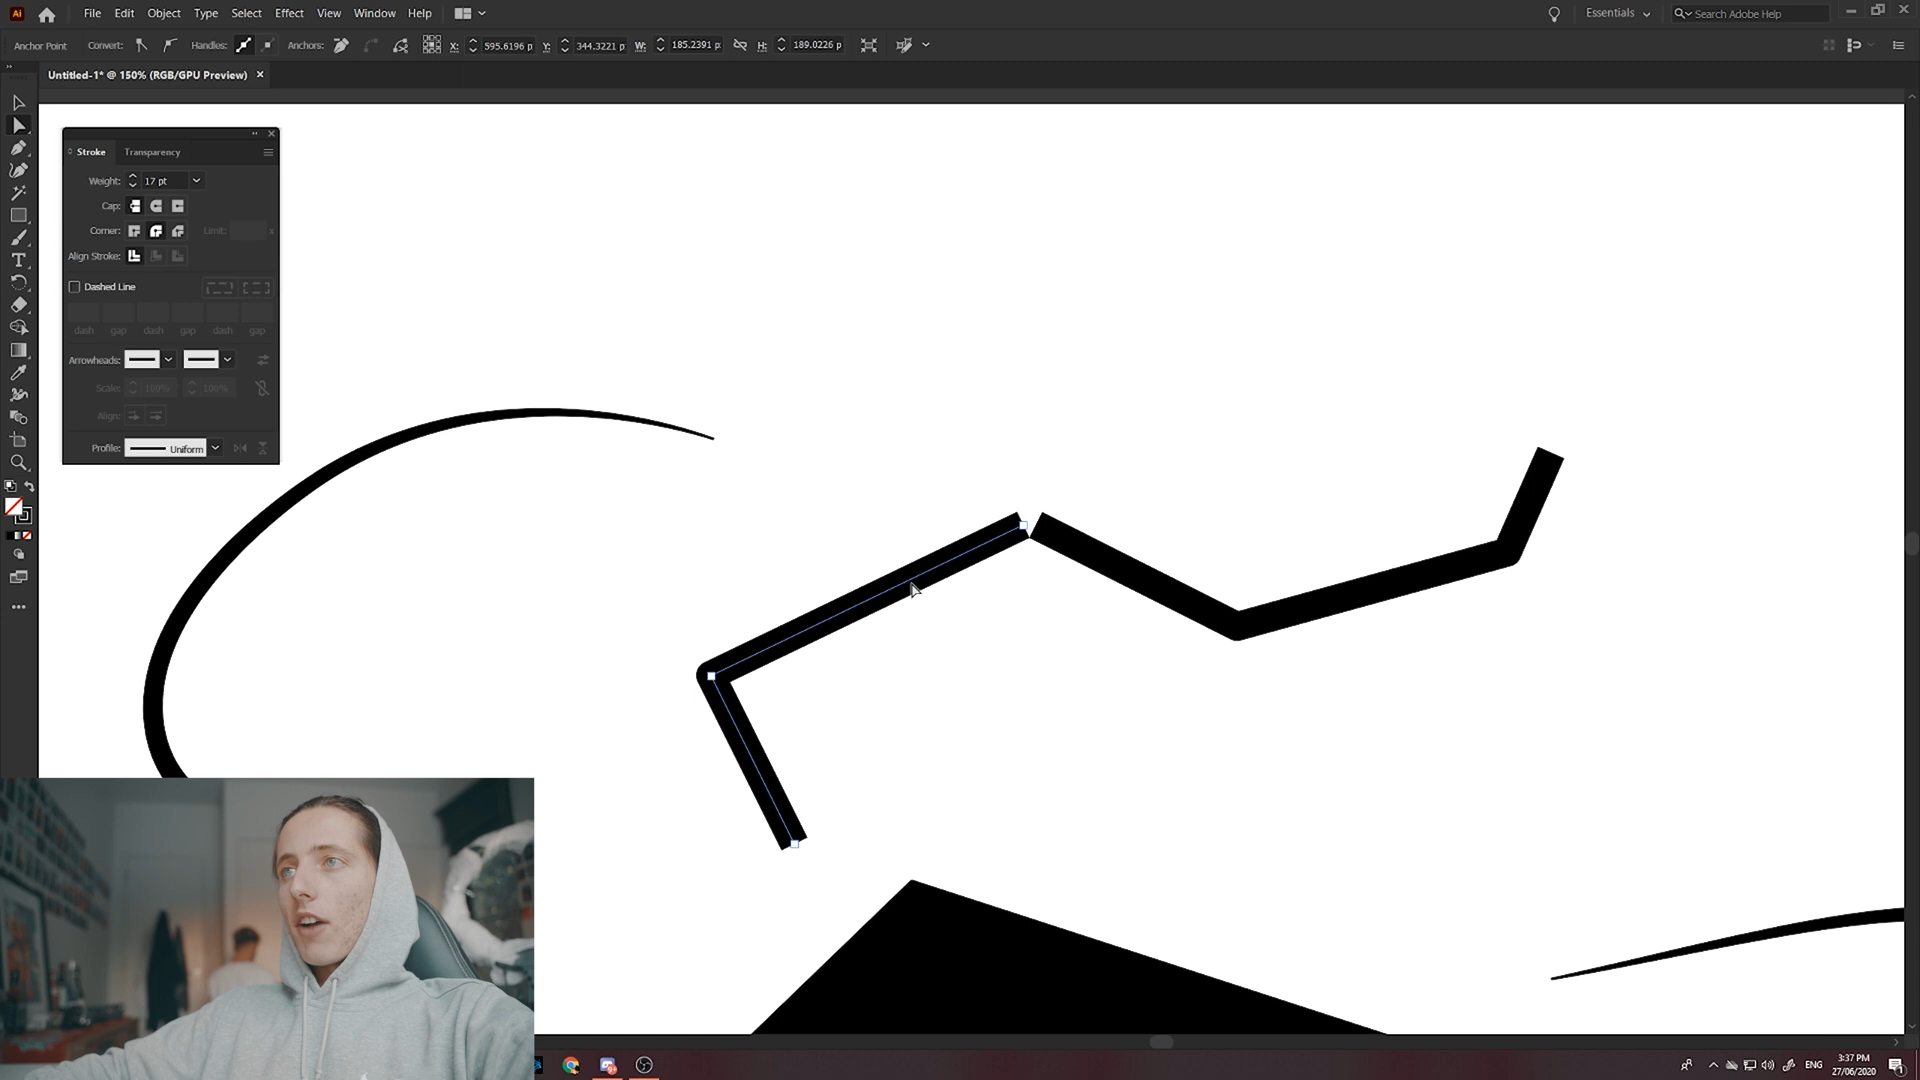 Ai File Edit Object Type Select Effect View Window Help Essentials Search Adobe Help
Anchor Point Convert: Handles: Anchors: X: 595.6196 p Y: 344.3221 p W: 185.2391 p H: 189.0226 p
Untitled-1* @ 150% (RGB/GPU Preview) ×
Stroke Transparency
Weight: 17 pt
Cap:
Corner: Limit: x
Align Stroke:
Dashed Line
dash gap dash gap dash gap
Arrowheads:
Scale: 100% 100%
Align:
Profile: Uniform
ENG 3:37 PM
27/06/2020